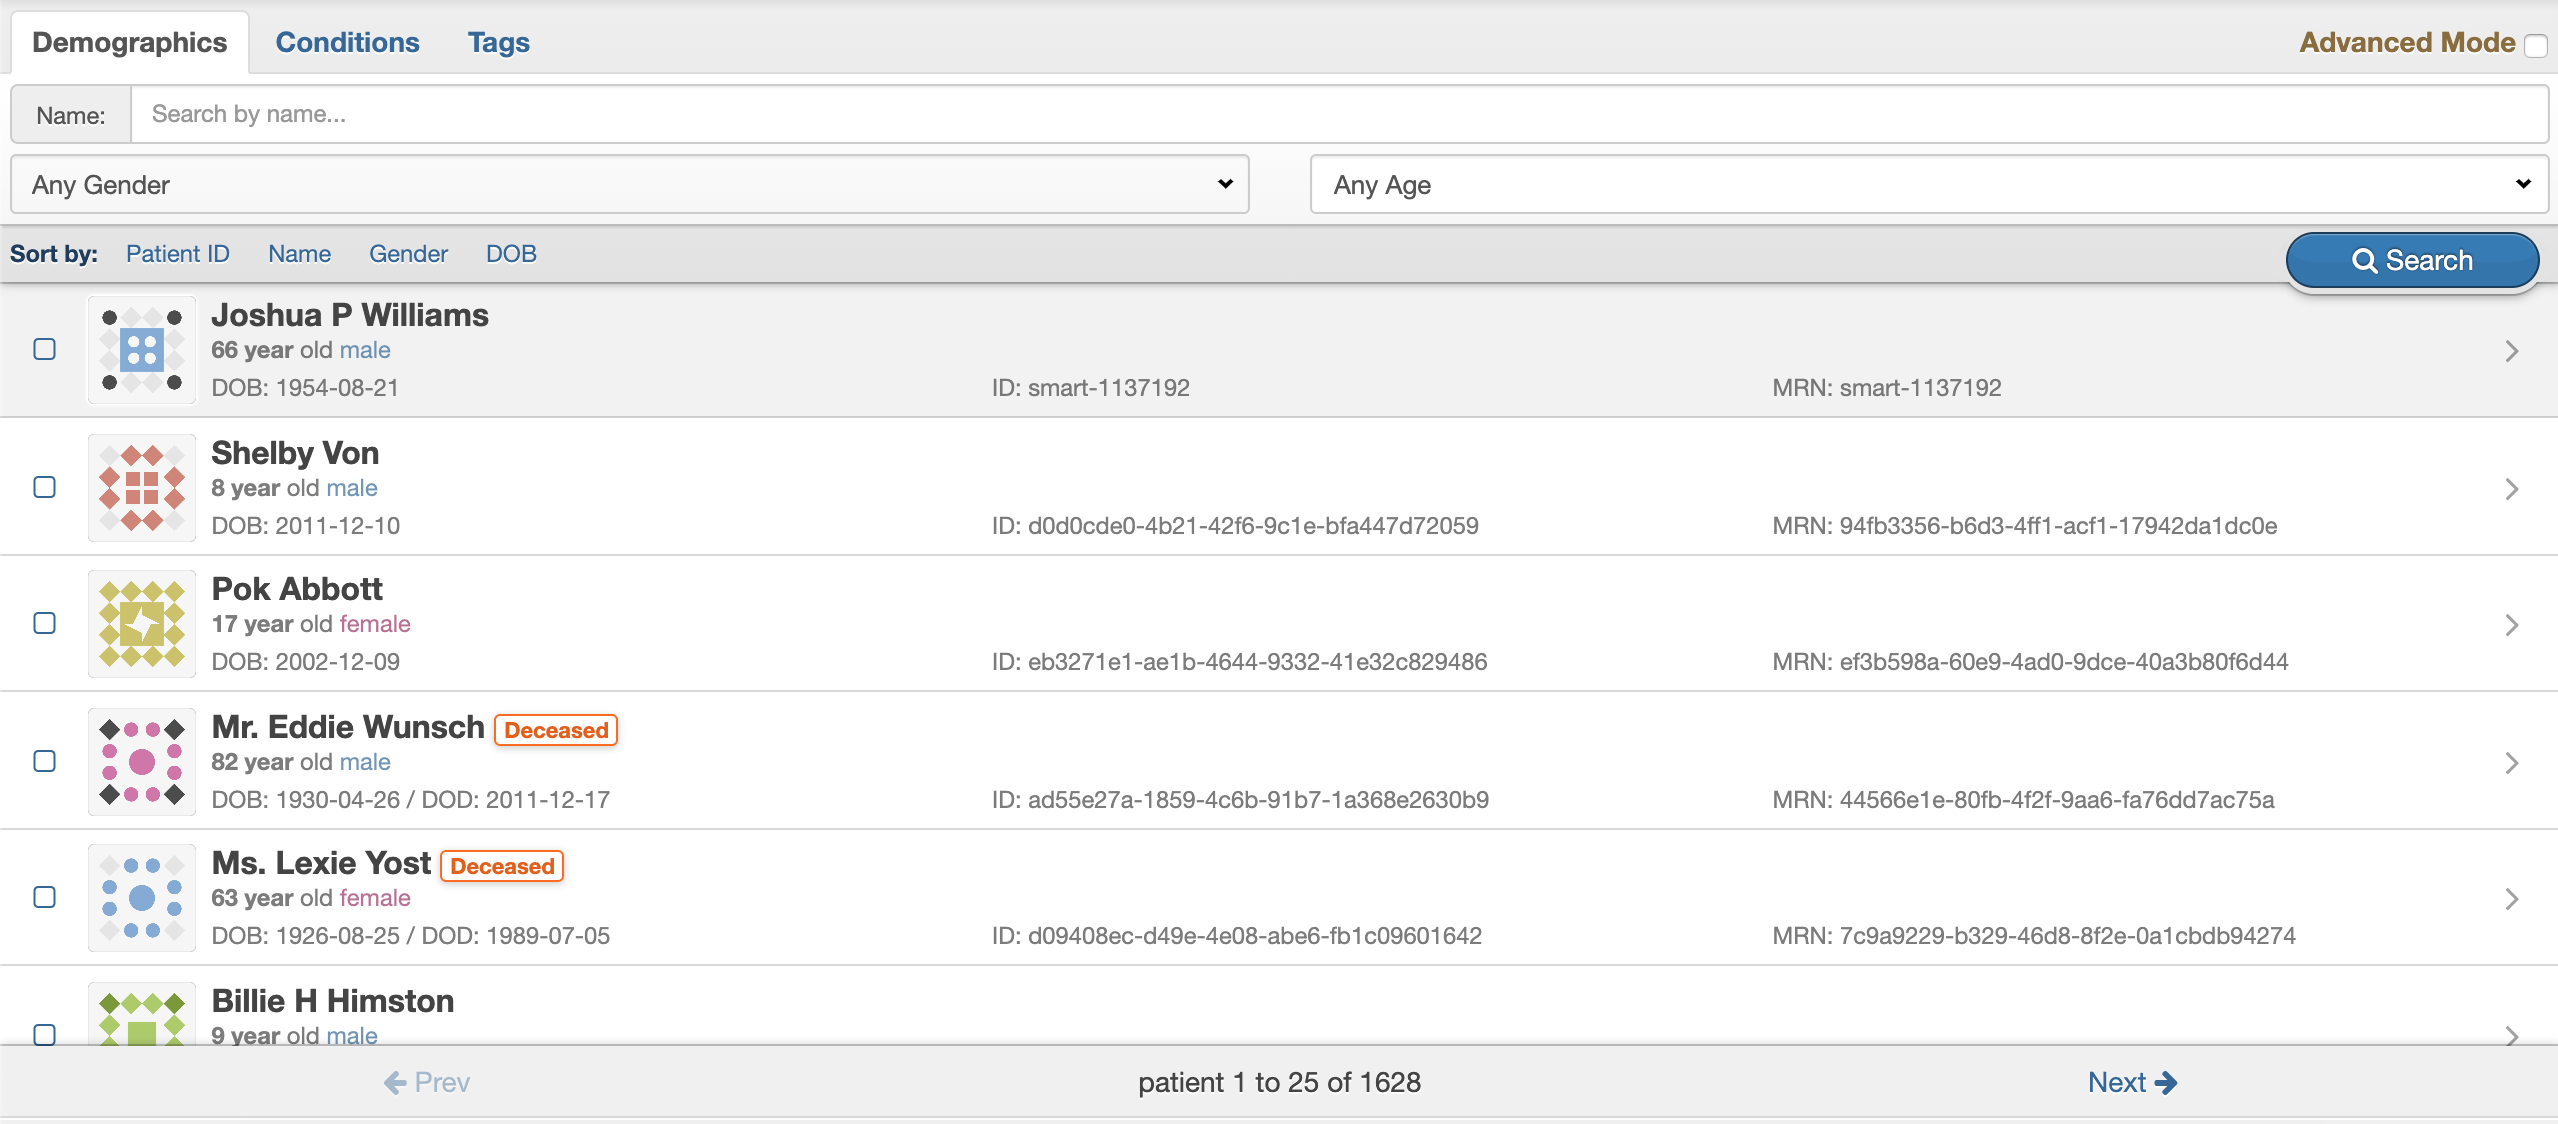 Demographics Conditions Tags Advanced Mode
Name: Search by name...
Any Gender Any Age
Sort by: Patient ID Name Gender DOB Search
Joshua P Williams
66 year old male
DOB: 1954-08-21 ID: smart-1137192 MRN: smart-1137192
Shelby Von
8 year old male
DOB: 2011-12-10 ID: d0d0cde0-4b21-42f6-9c1e-bfa447d72059 MRN: 94fb3356-b6d3-4ff1-acf1-17942da1dc0e
Pok Abbott
17 year old female
DOB: 2002-12-09 ID: eb3271e1-ae1b-4644-9332-41e32c829486 MRN: ef3b598a-60e9-4ad0-9dce-40a3b80f6d44
Mr. Eddie Wunsch Deceased
82 year old male
DOB: 1930-04-26 / DOD: 2011-12-17 ID: ad55e27a-1859-4c6b-91b7-1a368e2630b9 MRN: 44566e1e-80fb-4f2f-9aa6-fa76dd7ac75a
Ms. Lexie Yost Deceased
63 year old female
DOB: 1926-08-25 / DOD: 1989-07-05 ID: d09408ec-d49e-4e08-abe6-fb1c09601642 MRN: 7c9a9229-b329-46d8-8f2e-0a1cbdb94274
Billie H Himston
9 year old male
Prev patient 1 to 25 of 1628 Next